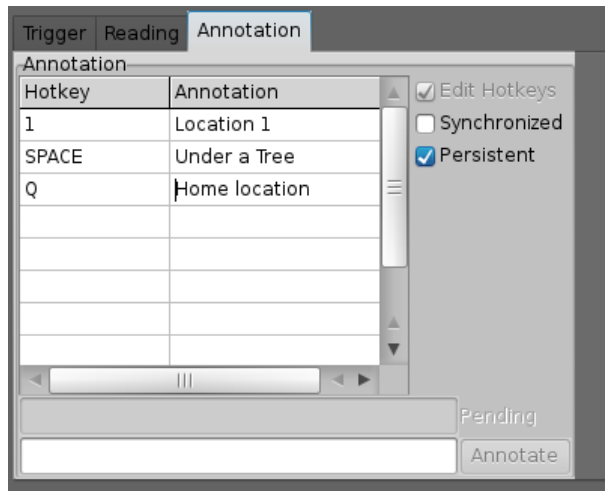 Trigger Reading Annotation
Annotation
Hotkey Annotation
1 Location 1
SPACE Under a Tree
Q Home location
Edit Hotkeys
Synchronized
Persistent
Pending
Annotate